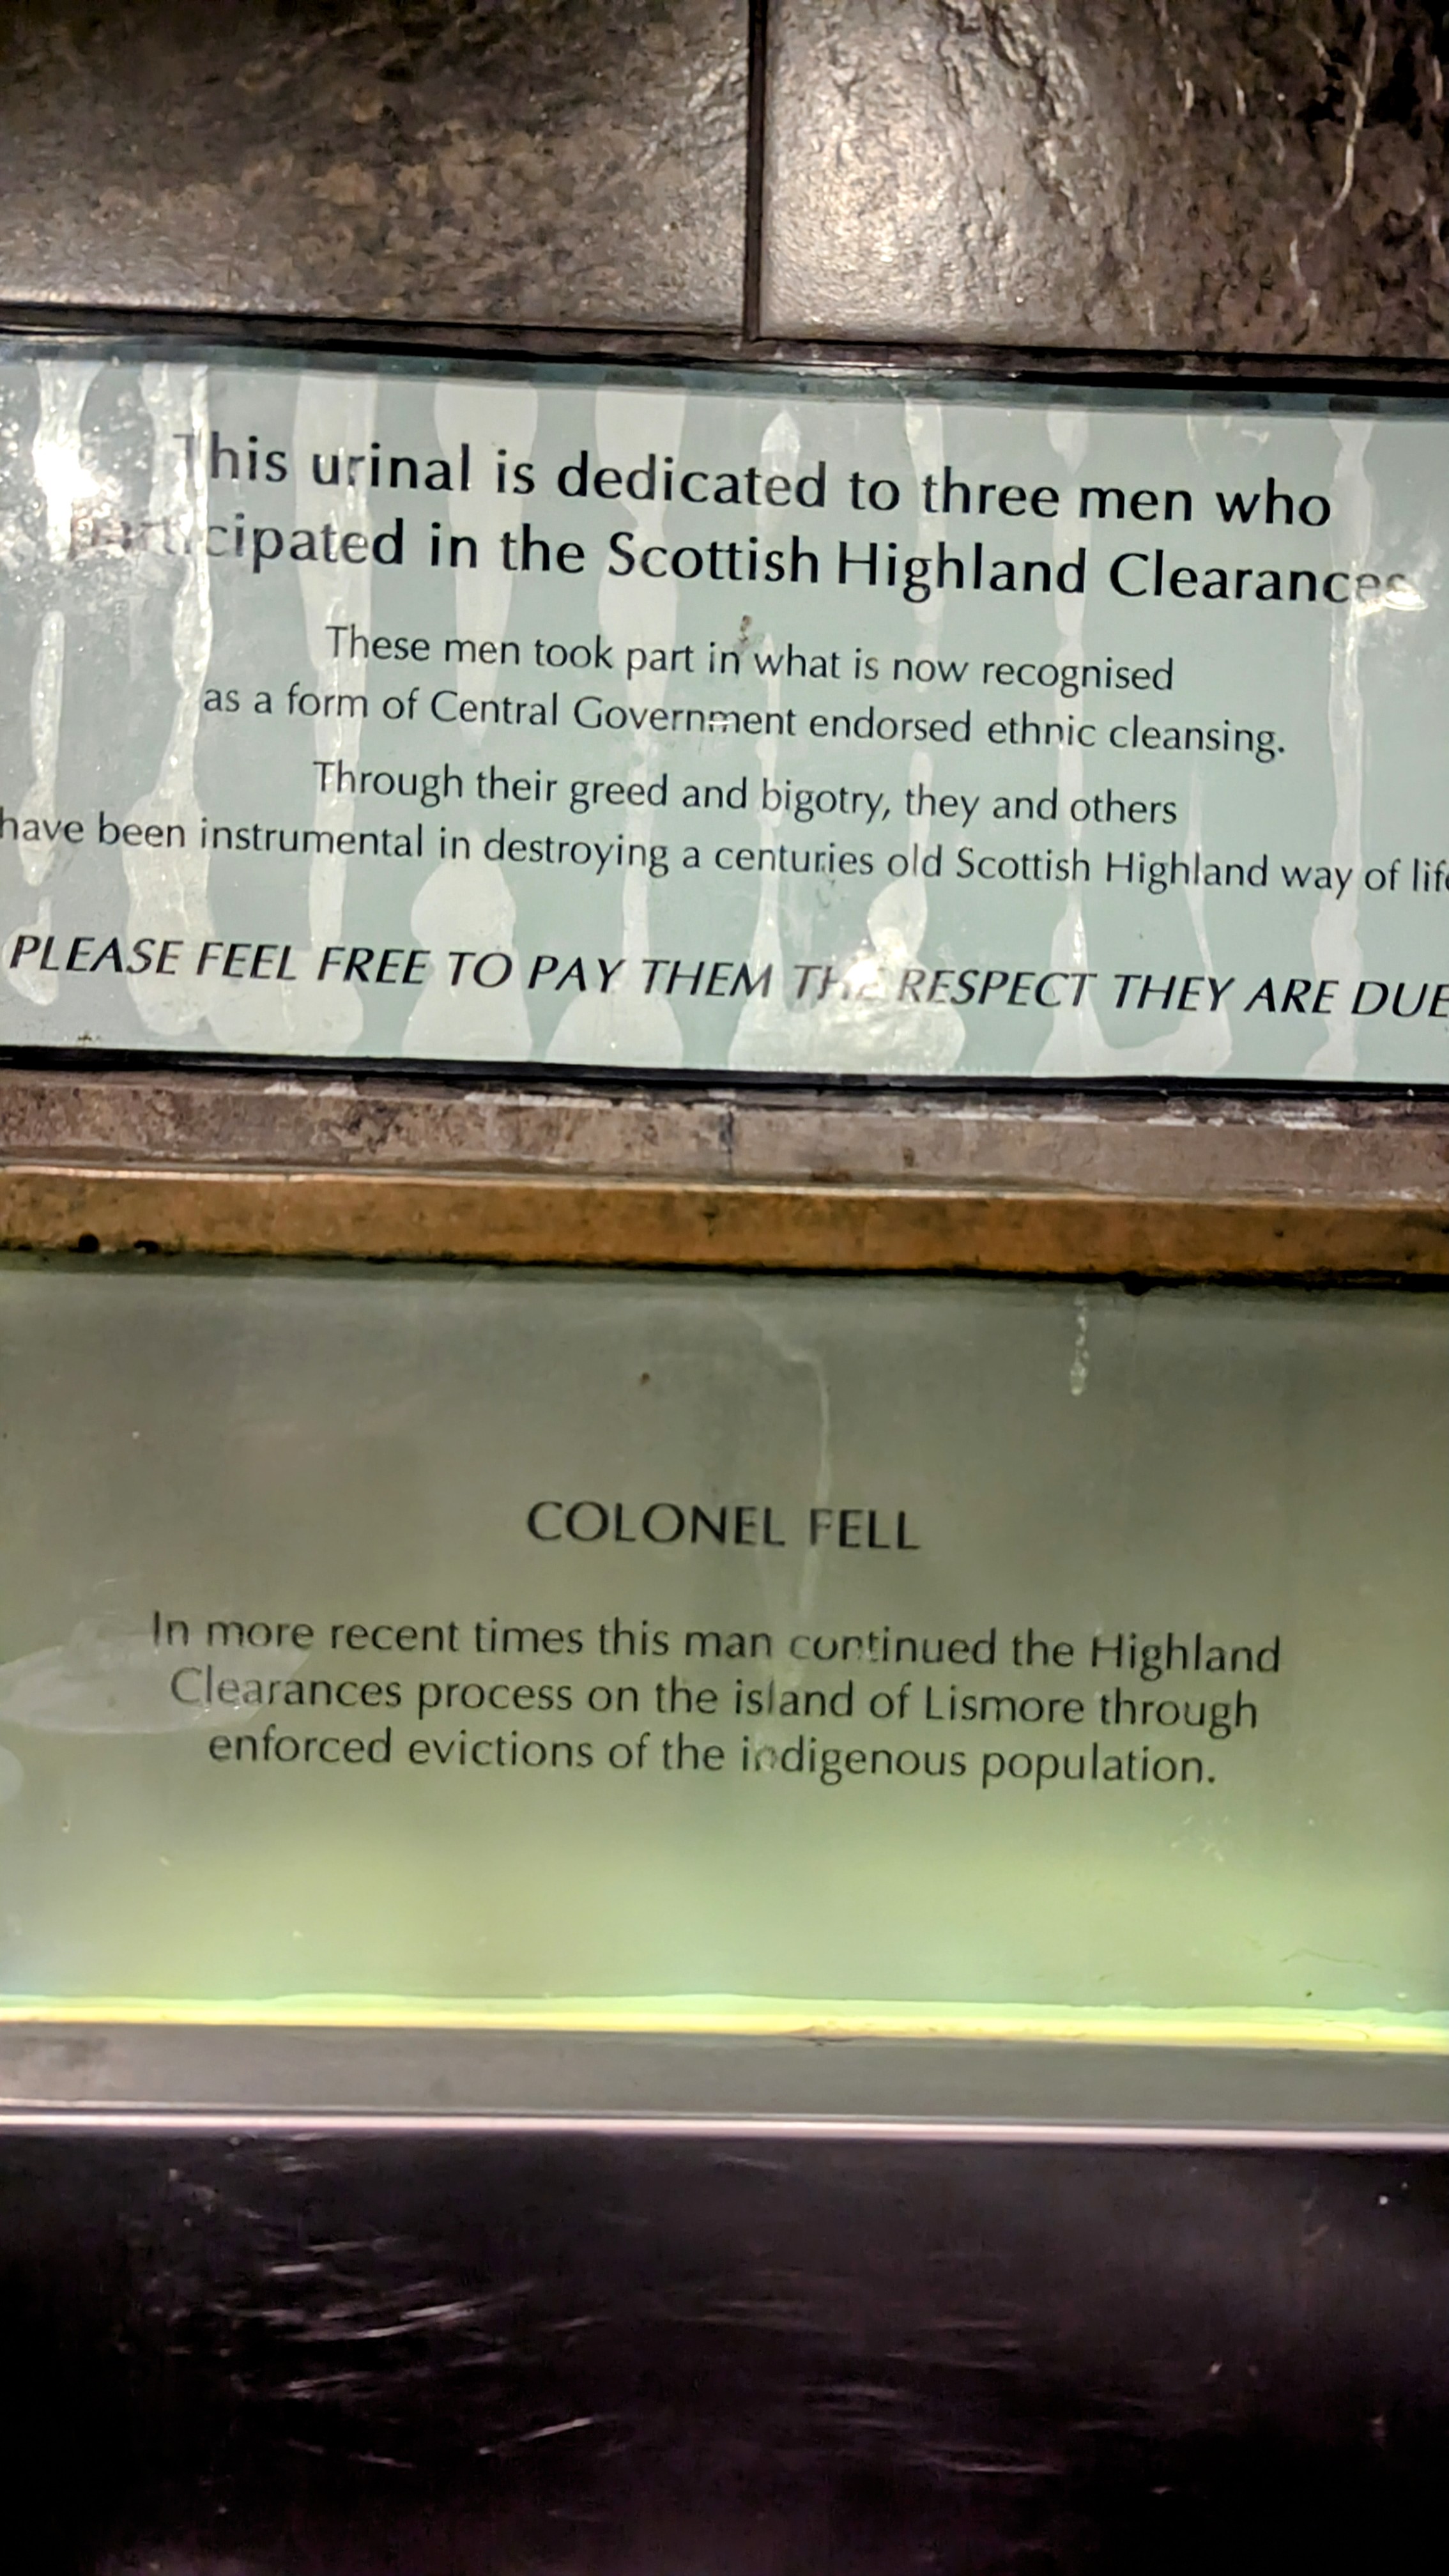 This urinal is dedicated to three men who
participated in the Scottish Highland Clearances
These men took part in what is now recognised
as a form of Central Government endorsed ethnic cleansing.
Through their greed and bigotry, they and others
have been instrumental in destroying a centuries old Scottish Highland way of life
PLEASE FEEL FREE TO PAY THEM THE RESPECT THEY ARE DUE
COLONEL FELL
In more recent times this man continued the Highland
Clearances process on the island of Lismore through
enforced evictions of the indigenous population.